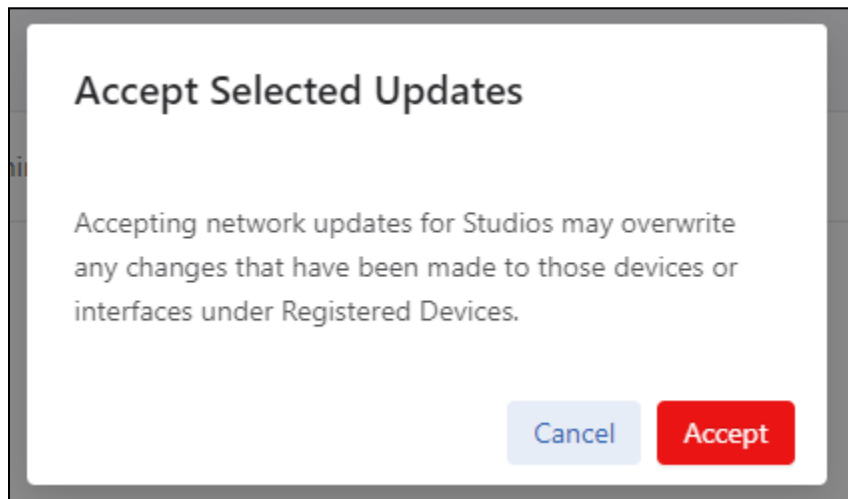 Accept Selected Updates
Accepting network updates for Studios may overwrite
any changes that have been made to those devices or
interfaces under Registered Devices.
Cancel
Accept